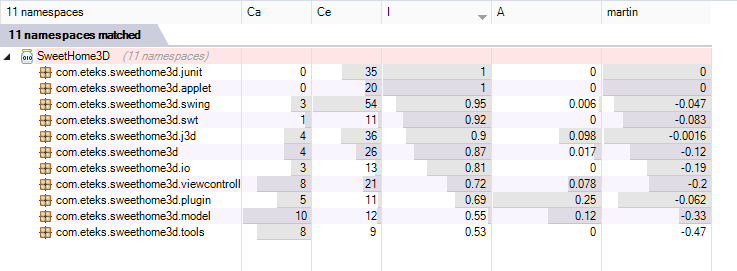 11 namespaces Ca Ce I A martin
11 namespaces matched
SweetHome3D (11 namespaces)
com.eteks.sweethome3d.junit 0 35 1 0 0
com.eteks.sweethome3d.applet 0 20 1 0 0
com.eteks.sweethome3d.swing 3 54 0.95 0.006 -0.047
com.eteks.sweethome3d.swt 1 11 0.92 0 -0.083
com.eteks.sweethome3d.j3d 4 36 0.9 0.098 -0.0016
com.eteks.sweethome3d 4 26 0.87 0.017 -0.12
com.eteks.sweethome3d.io 3 13 0.81 0 -0.19
com.eteks.sweethome3d.viewcontroll 8 21 0.72 0.078 -0.2
com.eteks.sweethome3d.plugin 5 11 0.69 0.25 -0.062
com.eteks.sweethome3d.model 10 12 0.55 0.12 -0.33
com.eteks.sweethome3d.tools 8 9 0.53 0 -0.47